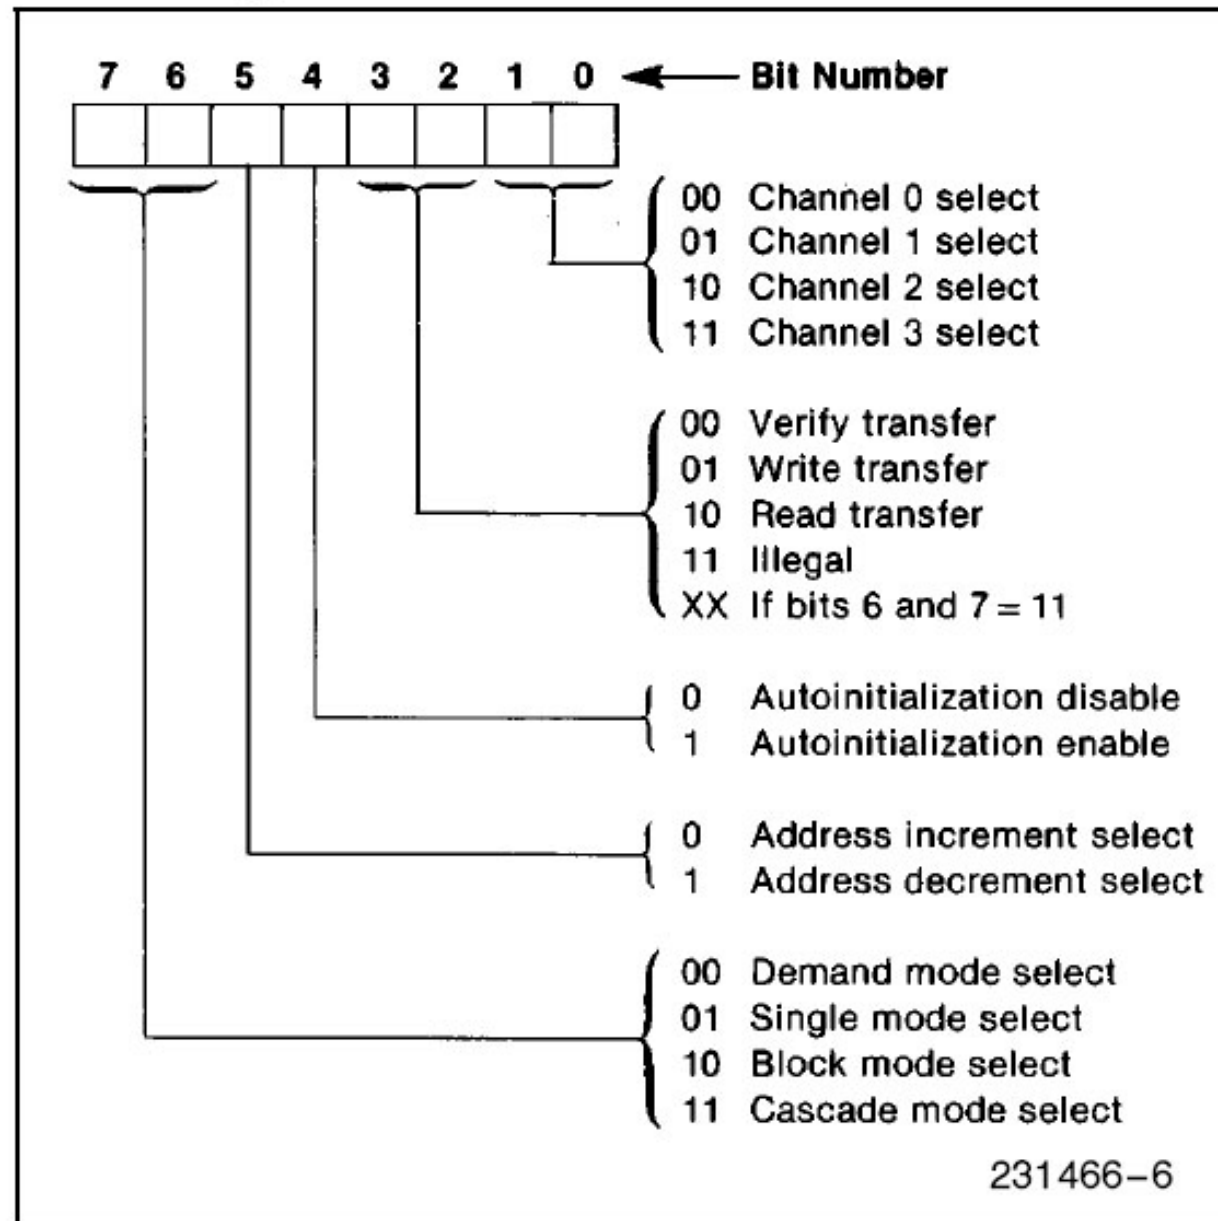 7 6 5 4 3 2 1 0 Bit Number
00 Channel 0 select
01 Channel 1 select
10 Channel 2 select
11 Channel 3 select
00 Verify transfer
01 Write transfer
10 Read transfer
11 Illegal
XX If bits 6 and 7 = 11
0 Autoinitialization disable
1 Autoinitialization enable
0 Address increment select
1 Address decrement select
00 Demand mode select
01 Single mode select
10 Block mode select
11 Cascade mode select
231466–6